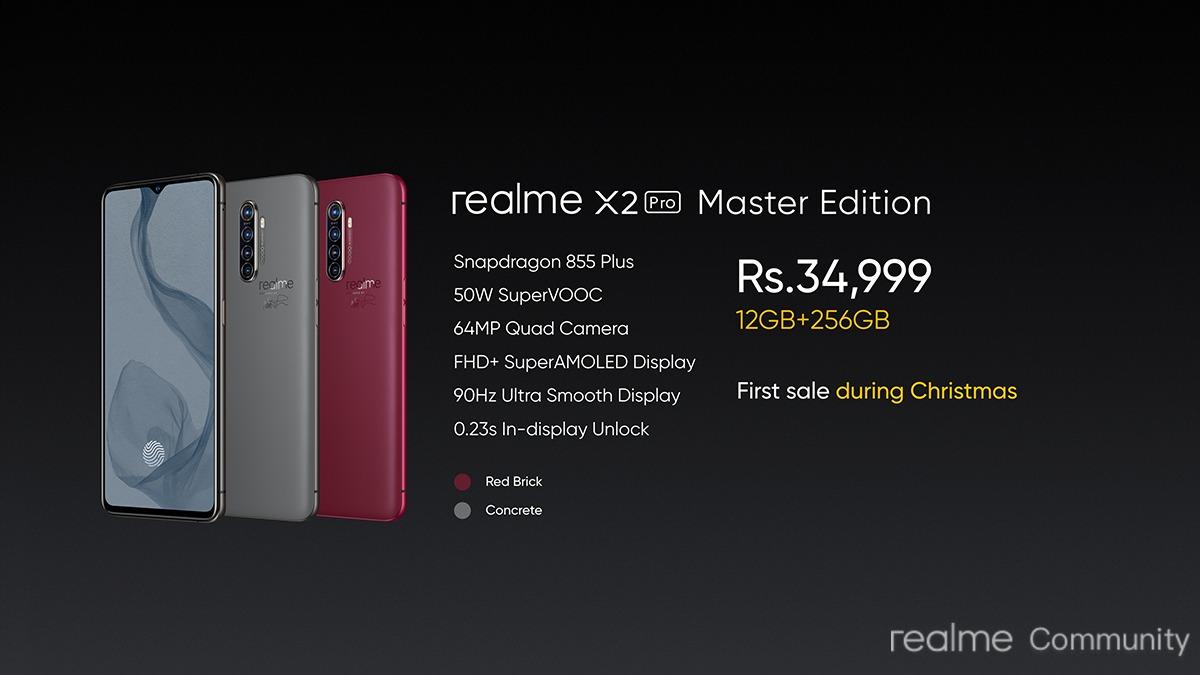 realme X2 Pro Master Edition
Snapdragon 855 Plus
50W SuperVOOC
64MP Quad Camera
FHD+ SuperAMOLED Display
90Hz Ultra Smooth Display
0.23s In-display Unlock
Red Brick
Concrete
Rs.34,999
12GB+256GB
First sale during Christmas
realme
realme
realme Community